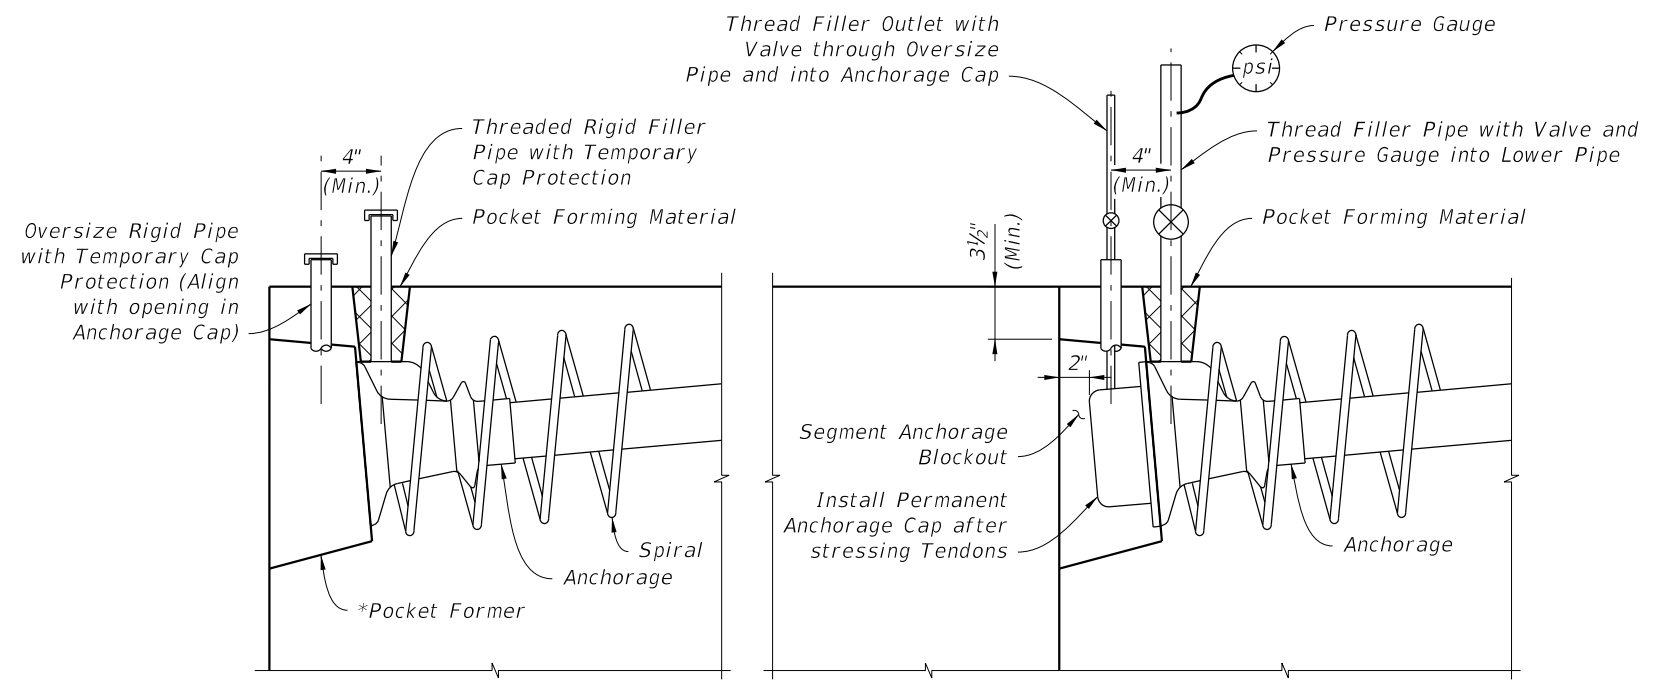 Threaded Rigid Filler
Pipe with Temporary
Cap Protection
4"
(Min.)
Pocket Forming Material
Oversize Rigid Pipe
with Temporary Cap
Protection (Align
with opening in
Anchorage Cap)
Spiral
Anchorage
*Pocket Former
Thread Filler Outlet with
Valve through Oversize
Pipe and into Anchorage Cap
Pressure Gauge
psi
Thread Filler Pipe with Valve and
Pressure Gauge into Lower Pipe
4"
(Min.)
Pocket Forming Material
3½"
(Min.)
2"
Segment Anchorage
Blockout
Install Permanent
Anchorage Cap after
stressing Tendons
Anchorage